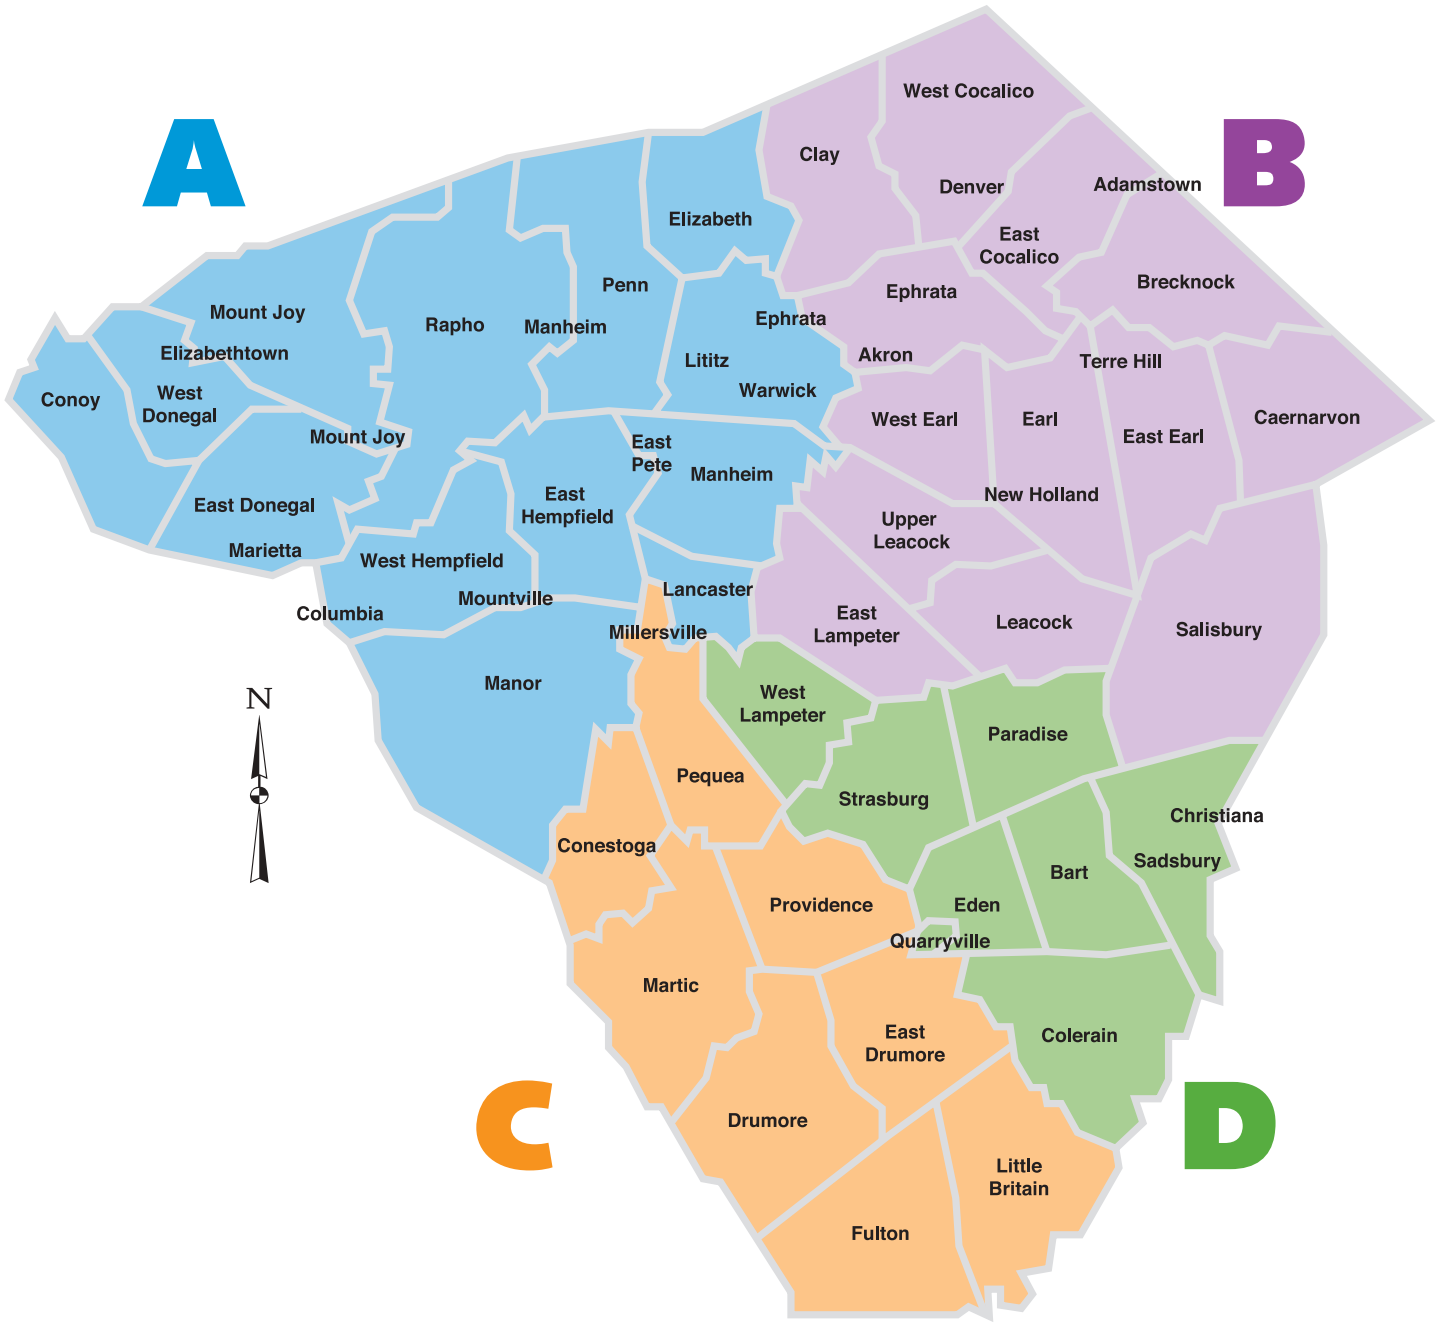 West Cocalico
A
B
Clay
Denver
Adamstown
Elizabeth
East
Cocalico
Brecknock
Penn
Ephrata
Mount Joy
Rapho
Manheim
Ephrata
Elizabethtown
Lititz
Akron
Terre Hill
Conoy
West
Donegal
Warwick
West Earl
Earl
Caernarvon
Mount Joy
East
Pete
East Earl
Manheim
East Donegal
East
Hempfield
New Holland
Upper
Leacock
Marietta
West Hempfield
Lancaster
Mountville
Columbia
Millersville
East
Lampeter
Leacock
Salisbury
Manor
N
West
Lampeter
Paradise
Pequea
Strasburg
Christiana
Conestoga
Sadsbury
Bart
Providence
Eden
Quarryville
Martic
East
Drumore
Colerain
C
D
Drumore
Little
Britain
Fulton